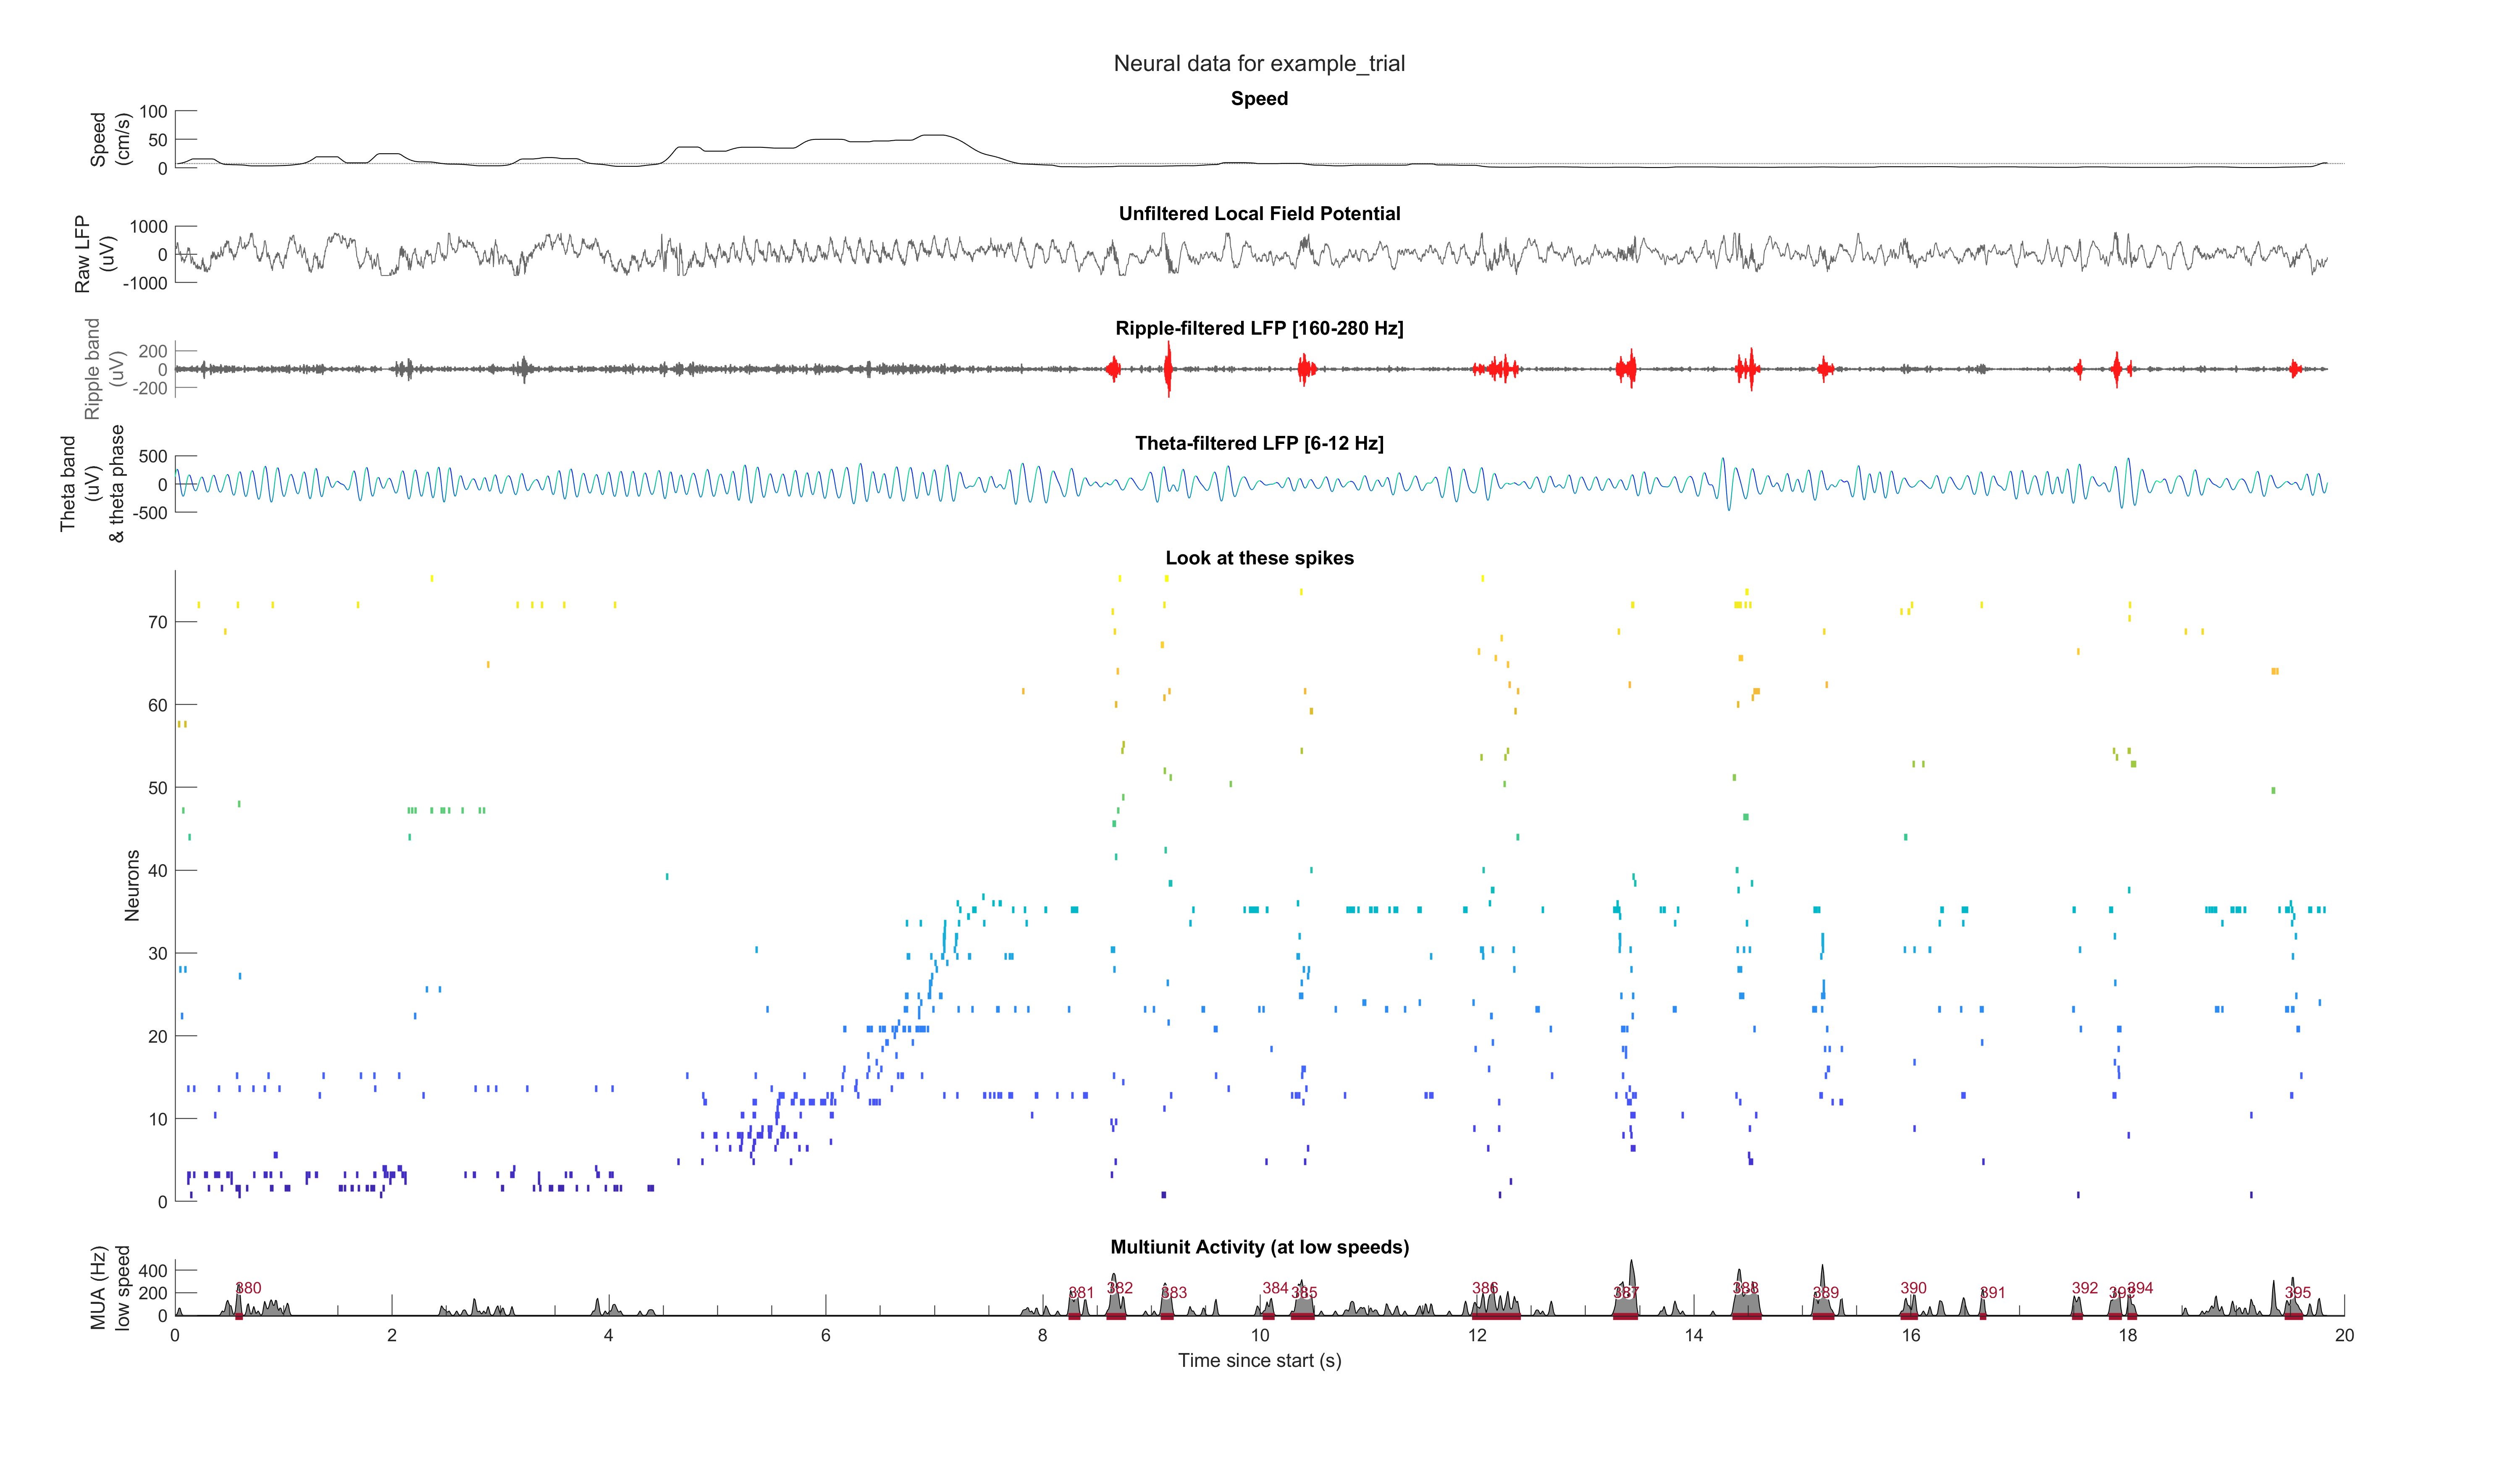 Neural data for example_trial
Speed
Speed
(cm/s)
100
50
0
Unfiltered Local Field Potential
Raw LFP
(uV)
1000
0
-1000
Ripple-filtered LFP [160-280 Hz]
Ripple band
(uV)
200
0
-200
Theta-filtered LFP [6-12 Hz]
Theta band
(uV)
& theta phase
500
0
-500
Look at these spikes
Neurons
70
60
50
40
30
20
10
0
Multiunit Activity (at low speeds)
MUA (Hz)
low speed
400
200
0
380
381
382
383
384
385
386
387
388
389
390
391
392
393
394
395
0 2 4 6 8 10 12 14 16 18 20
Time since start (s)